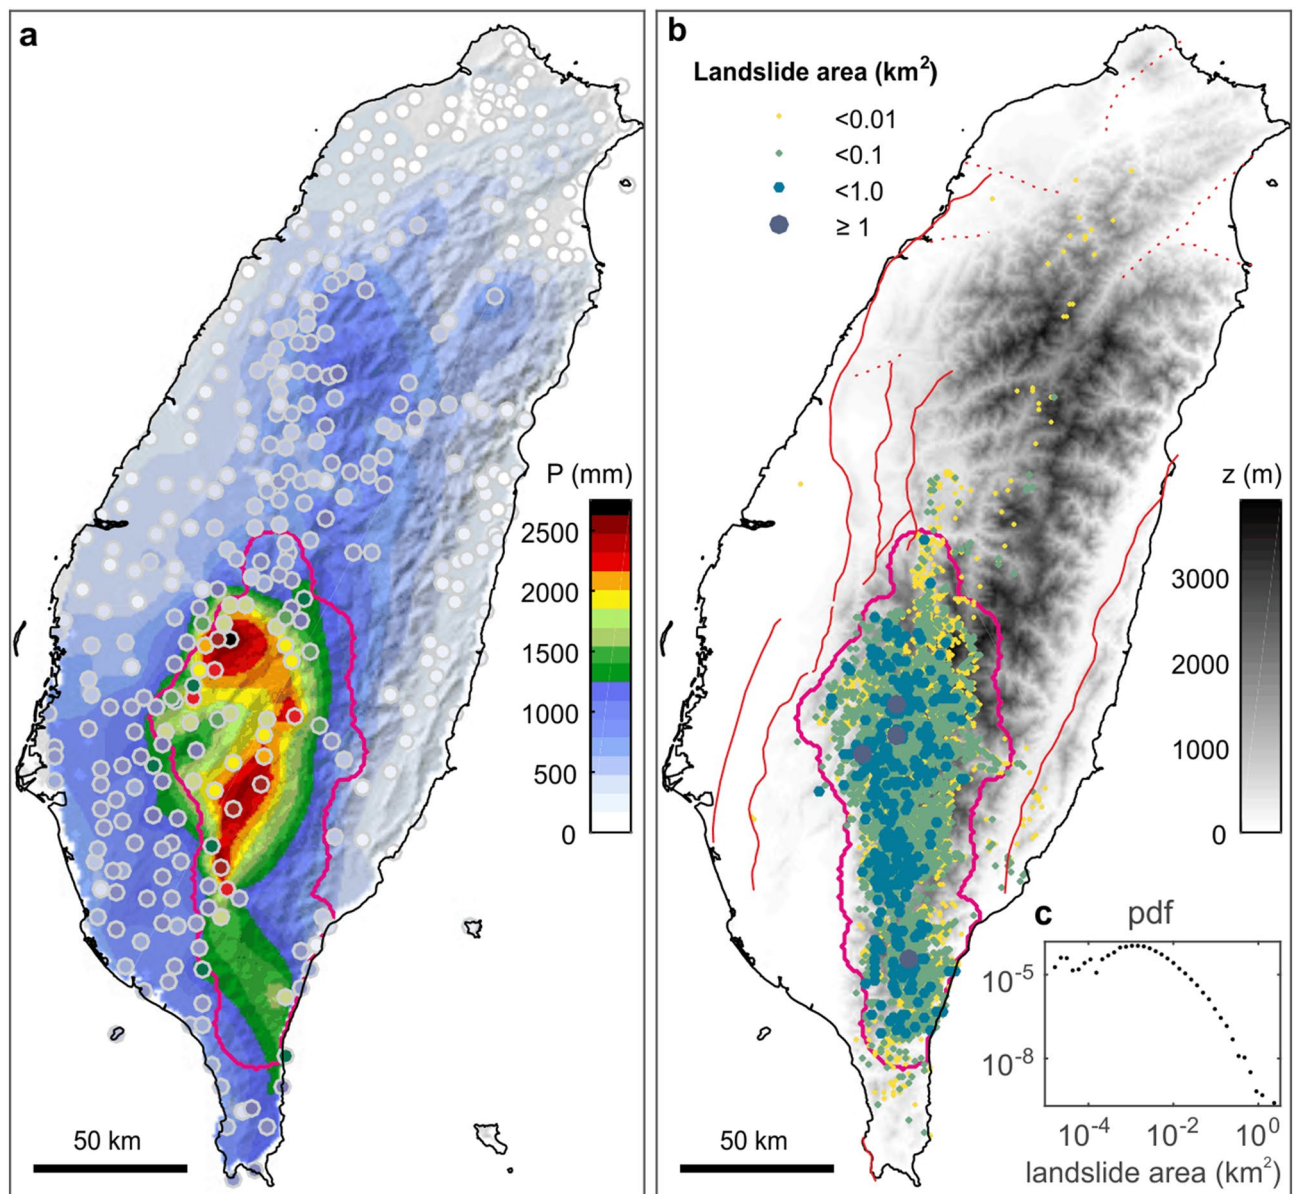 a
P (mm)
2500
2000
1500
1000
500
0
50 km
b
Landslide area (km²)
<0.01
<0.1
<1.0
≥ 1
z (m)
3000
2000
1000
0
50 km
c
pdf
10⁻⁵
10⁻⁸
10⁻⁴ 10⁻² 10⁰
landslide area (km²)